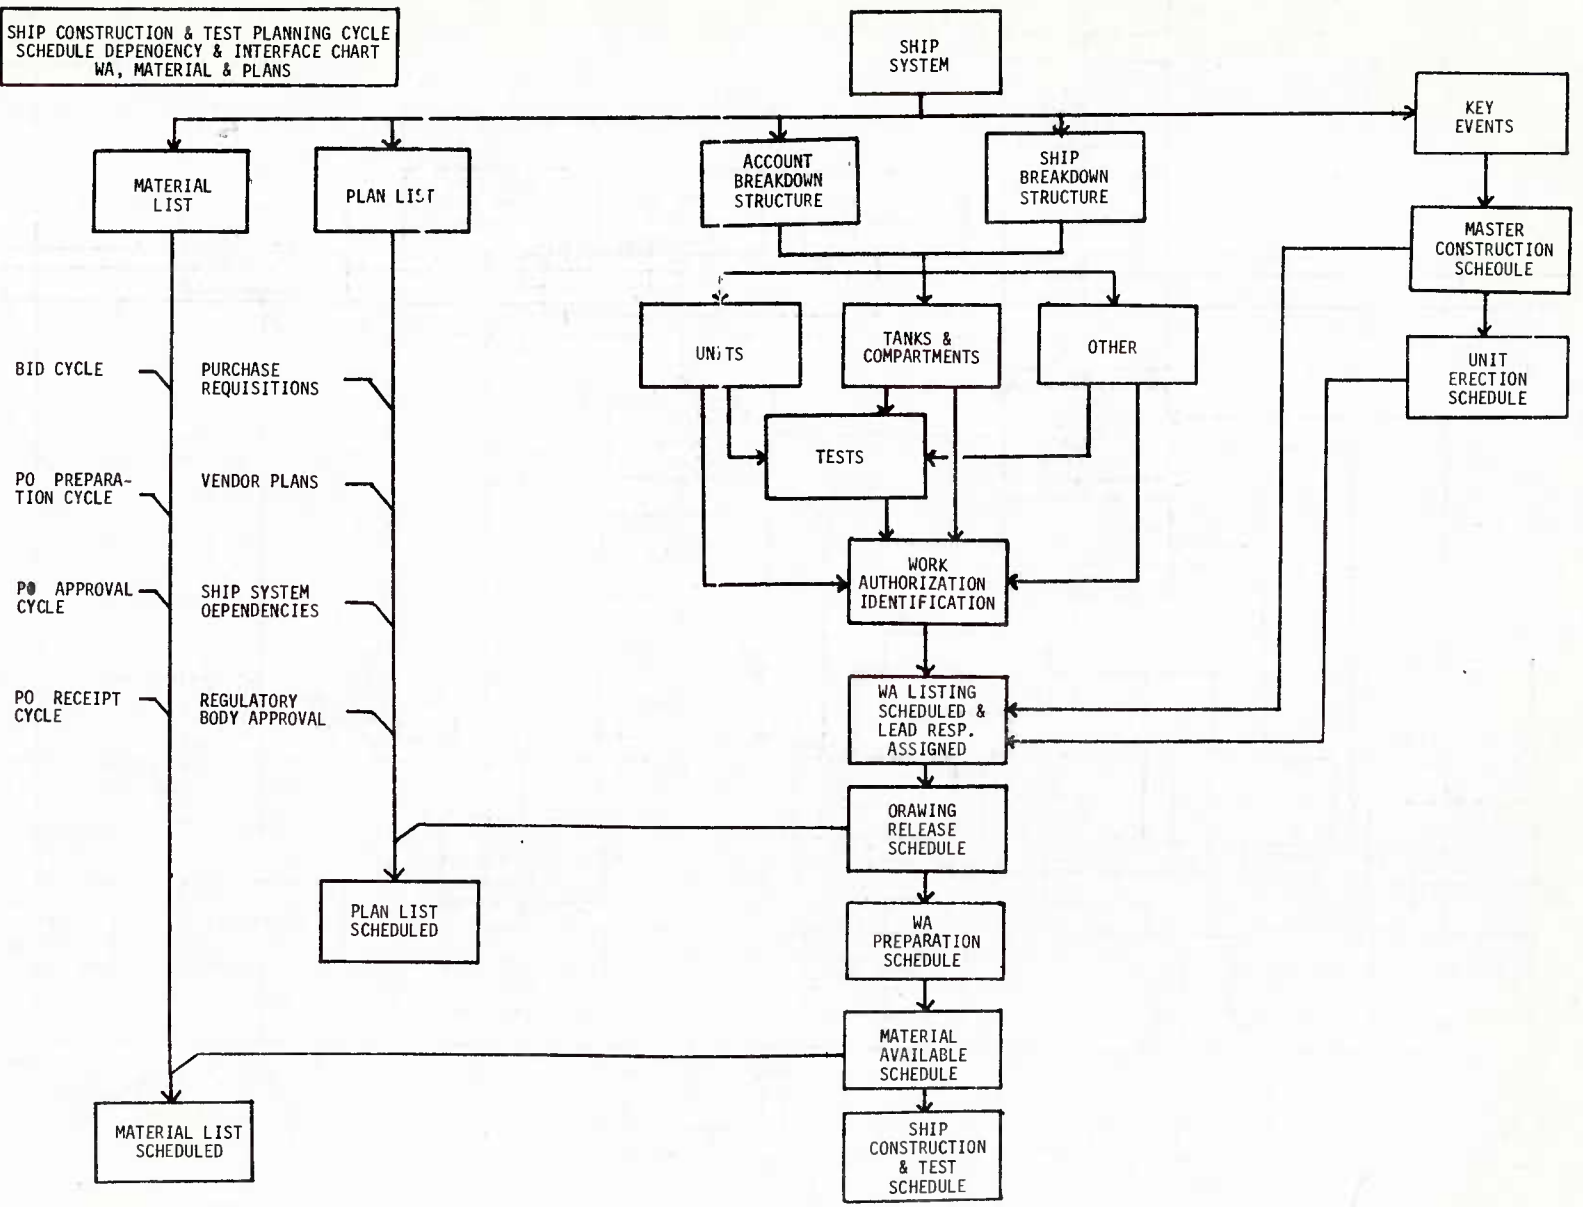 SHIP CONSTRUCTION & TEST PLANNING CYCLE
SCHEDULE DEPENOENCY & INTERFACE CHART
WA, MATERIAL & PLANS
SHIP
SYSTEM
KEY
EVENTS
MATERIAL
LIST
PLAN LIST
ACCOUNT
BREAKDOWN
STRUCTURE
SHIP
BREAKDOWN
STRUCTURE
MASTER
CONSTRUCTION
SCHEOULE
UNITS
TANKS &
COMPARTMENTS
OTHER
UNIT
ERECTION
SCHEDULE
BID CYCLE
PURCHASE
REQUISITIONS
TESTS
PO PREPARA-
TION CYCLE
VENDOR PLANS
WORK
AUTHORIZATION
IDENTIFICATION
PO APPROVAL
CYCLE
SHIP SYSTEM
OEPENDENCIES
PO RECEIPT
CYCLE
REGULATORY
BODY APPROVAL
WA LISTING
SCHEDULED &
LEAD RESP.
ASSIGNED
ORAWING
RELEASE
SCHEDULE
PLAN LIST
SCHEDULED
WA
PREPARATION
SCHEDULE
MATERIAL
AVAILABLE
SCHEDULE
MATERIAL LIST
SCHEDULED
SHIP
CONSTRUCTION
& TEST
SCHEDULE